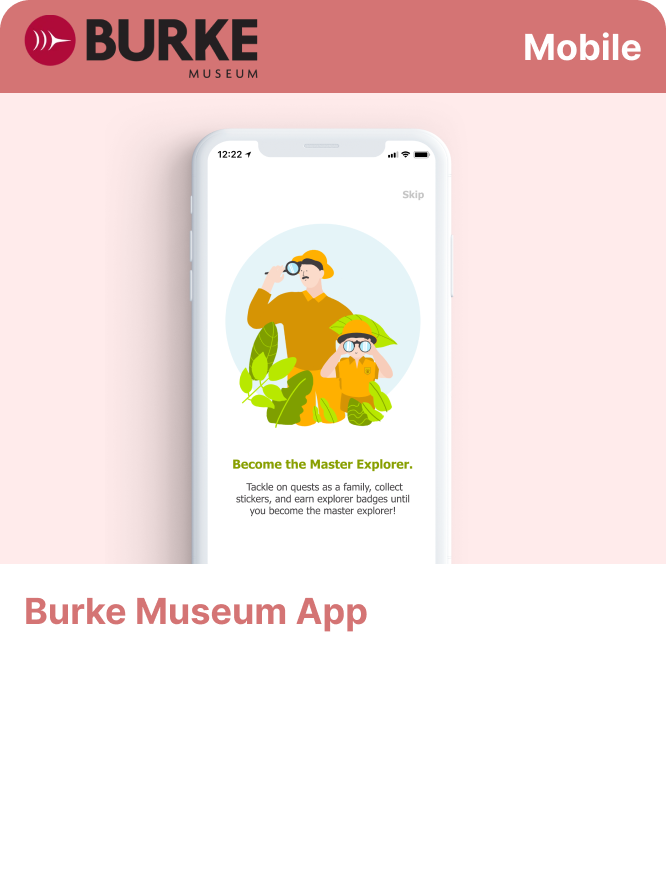 BURKE
MUSEUM
Mobile
12:22
Skip
Become the Master Explorer.
Tackle on quests as a family, collect
stickers, and earn explorer badges until
you become the master explorer!
Burke Museum App